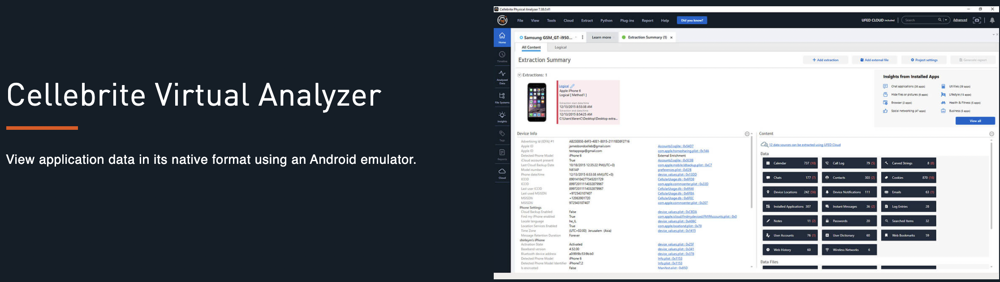 Cellebrite Virtual Analyzer
View application data in its native format using an Android emulator.
Cellebrite Physical Analyzer 7.38.0.41
File View Tools Cloud Extract Python Plug-ins Report Help Did you know? UFED CLOUD included Search Advanced
Home
Timeline
Analyzed
Data
File Systems
Insights
Tags
Reports
Cloud
Samsung GSM_GT-i950... Learn more Extraction Summary (1)
All Content Logical
Extraction Summary
Add extraction Add external file Project settings Generate report
Extractions: 1
Logical
Apple iPhone 6
Logical [ Method1 ]
Extraction start date/time
12/13/2015 8:53:38 AM
Extraction end date/time
12/13/2015 8:54:25 AM
C:\Users\KerenC\Desktop\Desktop extra...
Insights from Installed Apps
Chat applications (38 apps) Utilities (39 apps)
Hide files or pictures (6 apps) Lifestyle (13 apps)
Browser (2 apps) Health & Fitness (5 apps)
Social networking (47 apps) Business (5 apps)
View all
Device Info
Advertising Id (IDFA) #1 AB23EB5E-84F3-40E1-B015-2111BD8F2716
Apple ID jamesbondcelleb@gmail.com Accounts3.sqlite : 0x54D7
Apple ID testappsqa@gmail.com com.apple.homesharing.plist : 0x14A
Detected Phone Model iPhone 6 External Enrichment
iCloud account present True Accounts3.sqlite : 0x5C0B
Last Cloud Backup Date 10/18/2015 12:35:22 PM(UTC+0) com.apple.mobile.ldbackup.plist : 0xC7
Model number N61AP preferences.plist : 0x62B
Phone date/time 12/13/2015 6:53:38 AM(UTC+0) device_values.plist : 0x13DD
ICCID 89014104277545201729 CellularUsage.db : 0x6FD8
ICCID 89972011114032879967 com.apple.commcenter.plist : 0x22D
Last user ICCID 89972011114032879967 CellularUsage.db : 0x6FA6
Last used MSISDN +972543107407 CellularUsage.db : 0x6FBA
MSISDN +12063901720 CellularUsage.db : 0x6FEC
MSISDN 972543107407 com.apple.commcenter.plist : 0x207
Phone Settings
Cloud Backup Enabled False device_values.plist : 0xCBDA
Find my iPhone enabled True com.apple.icloud.findmydeviced.FMIPAccounts.plist : 0x0
Locale language he_IL device_values.plist : 0xA06C
Location Services Enabled True com.apple.locationd.plist : 0x70
Time Zone (UTC+02:00) Jerusalem (Asia) device_values.plist : 0x1415
Message Retention Duration Forever
shirleym's iPhone
Activation State Activated device_values.plist : 0x25F
Baseband version 4.52.00 device_values.plist : 0x341
Bluetooth device address a0:99:9b:53:9b:b0 device_values.plist : 0x378
Detected Phone Model iPhone 6 Info.plist : 0x1153
Detected Phone Model Identifier iPhone7,2 Info.plist : 0x1153
Is encrypted False Manifest.plist : 0x85D
Content
12 data sources can be extracted using UFED Cloud
Data
Calendar 737 (10) Call Log 79 (5) Carved Strings 8 (8)
Chats 177 (7) Contacts 303 (2) Cookies 870 (18)
Device Locations 242 (56) Device Notifications 111 Emails 63 (1)
Installed Applications 307 Instant Messages 36 (2) Log Entries 28
Notes 11 (2) Passwords 20 Searched Items 32
User Accounts 76 (1) User Dictionary 60 Web Bookmarks 59
Web History 60 Wireless Networks 6
Data Files